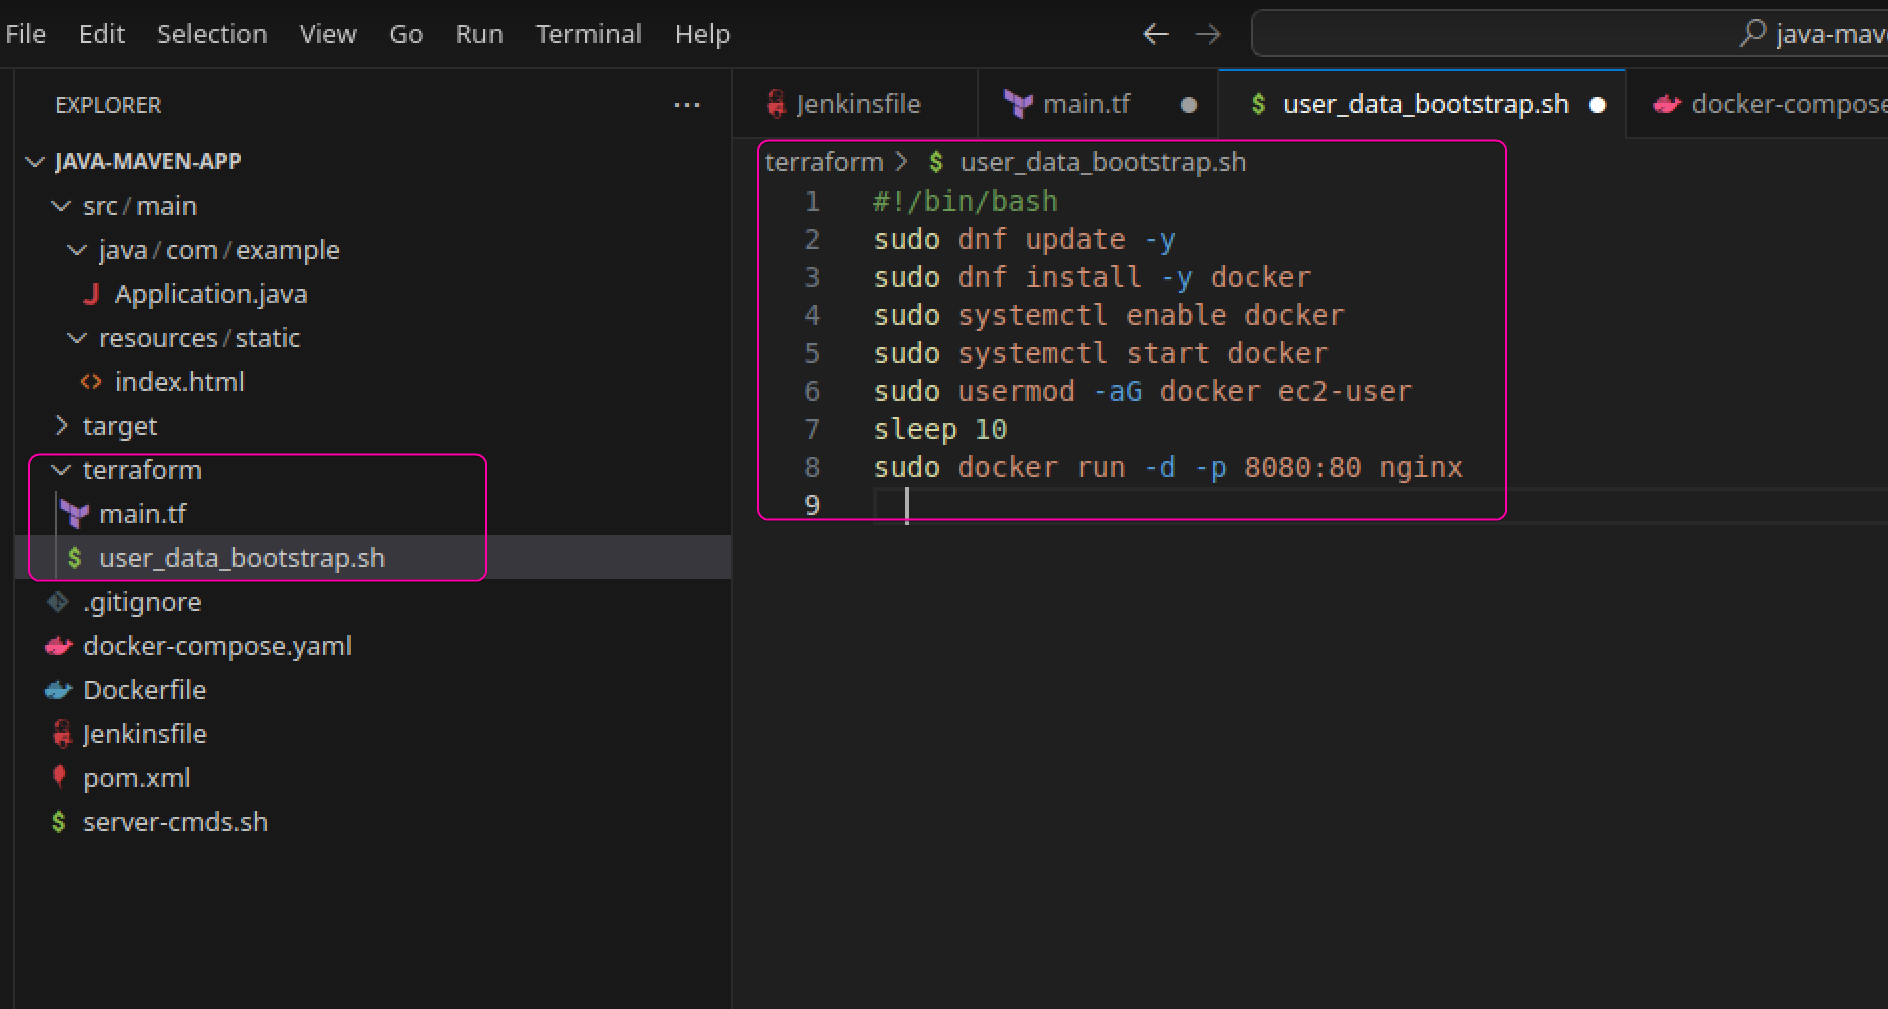 File Edit Selection View Go Run Terminal Help
java-mav
EXPLORER
JAVA-MAVEN-APP
src / main
java / com / example
Application.java
resources / static
index.html
target
terraform
main.tf
user_data_bootstrap.sh
.gitignore
docker-compose.yaml
Dockerfile
Jenkinsfile
pom.xml
server-cmds.sh
Jenkinsfile main.tf user_data_bootstrap.sh docker-compose
terraform > $ user_data_bootstrap.sh
1 #!/bin/bash
2 sudo dnf update -y
3 sudo dnf install -y docker
4 sudo systemctl enable docker
5 sudo systemctl start docker
6 sudo usermod -aG docker ec2-user
7 sleep 10
8 sudo docker run -d -p 8080:80 nginx
9